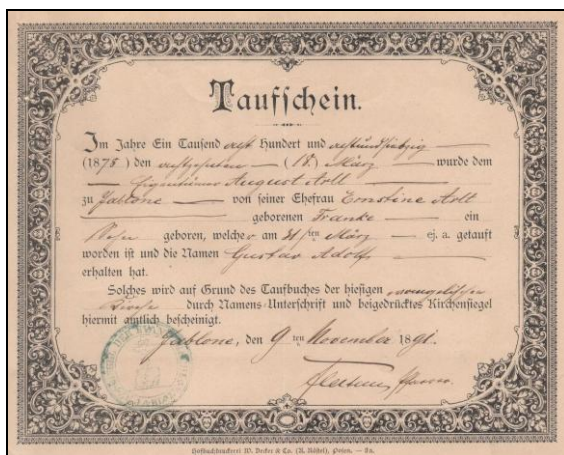 Taufschein.
Im Jahre Ein Tausend acht Hundert und achtundsiebzig
(1878) den achtzehnten (18.) März wurde dem
Eigenthümer August Arlt
zu Jablone von seiner Ehefrau Ernstine Arlt
geborenen Franke ein
Sohn geboren, welcher am 31ten März ej. a. getauft
worden ist und die Namen Gustav Adolf
erhalten hat.
Solches wird auf Grund des Taufbuches der hiesigen evangelischen
Kirche durch Namens-Unterschrift und beigedrücktes Kirchensiegel
hiermit amtlich bescheinigt.
Jablone, den 9ten November 1891.
Pfarrer.
Hofbuchdruckerei W. Decker & Co. (A. Röstel), Posen.